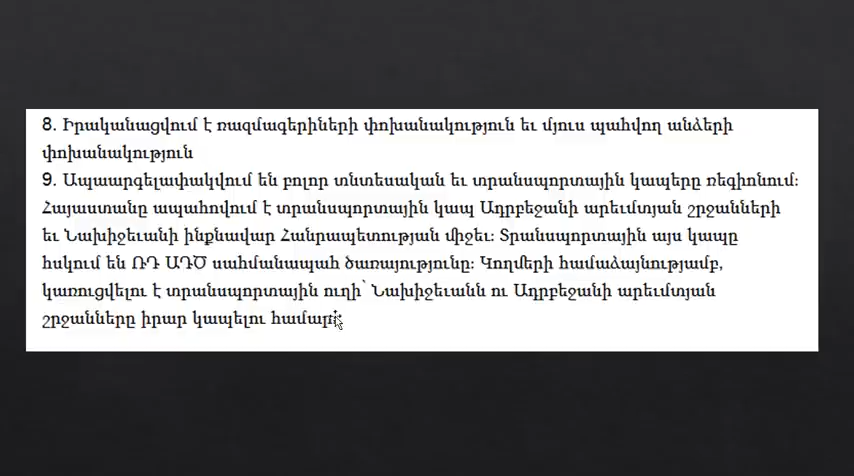 8. Իրականացվում է ռազմագերիների փոխանակություն եւ մյուս պահվող անձերի
փոխանակություն
9. Ապաարգելափակվում են բոլոր տնտեսական եւ տրանսպորտային կապերը ռեգիոնում։
Հայաստանը ապահովում է տրանսպորտային կապ Ադրբեջանի արեւմտյան շրջանների
եւ Նախիջեւանի ինքնավար Հանրապետության միջեւ։ Տրանսպորտային այս կապը
հսկում են ՌԴ ԱԴԾ սահմանապահ ծառայությունը։ Կողմերի համաձայնությամբ,
կառուցվելու է տրանսպորտային ուղի՝ Նախիջեւանն ու Ադրբեջանի արեւմտյան
շրջանները իրար կապելու համար։